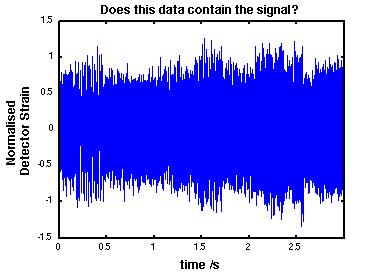 Does this data contain the signal?
1.5
1
0.5
0
-0.5
-1
-1.5
Normalised
Detector Strain
0 0.5 1 1.5 2 2.5
time /s